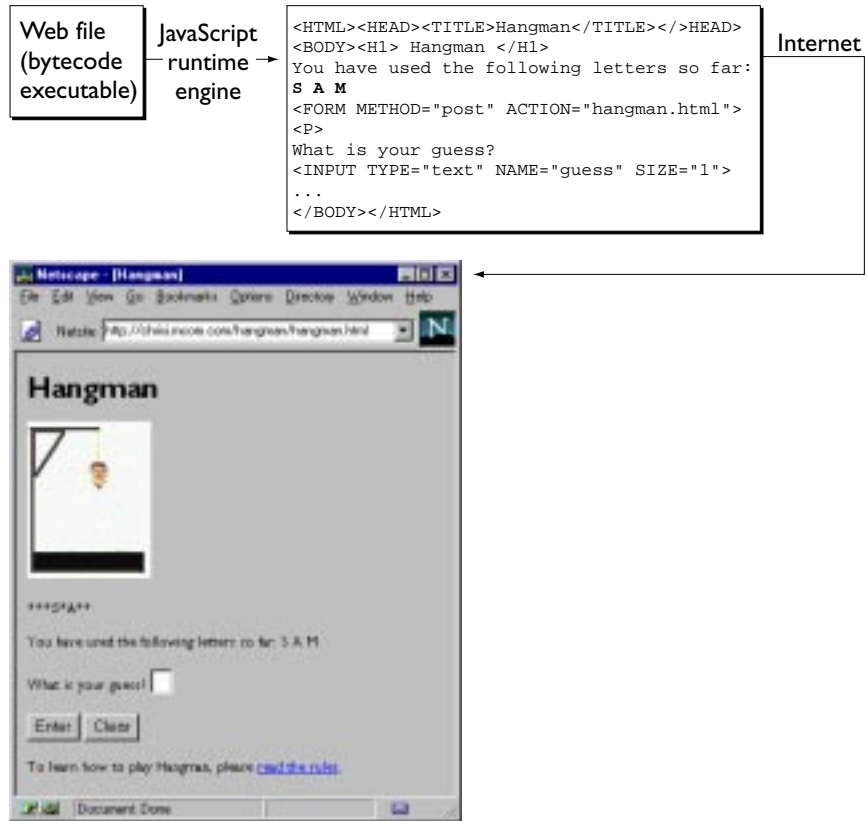 Web file
(bytecode
executable)
JavaScript
runtime
engine
<HTML><HEAD><TITLE>Hangman</TITLE></>HEAD>
<BODY><H1> Hangman </H1>
You have used the following letters so far:
S A M
<FORM METHOD="post" ACTION="hangman.html">
<P>
What is your guess?
<INPUT TYPE="text" NAME="guess" SIZE="1">
...
</BODY></HTML>
Internet
Netscape - [Hangman]
File Edit View Go Bookmarks Options Directory Window Help
Netsite: /hangman/hangman.html
N
Hangman
***S*A**
You have used the following letters so far: S A M
What is your guess?
Enter Clear
To learn how to play Hangman, please read the rules.
Document: Done